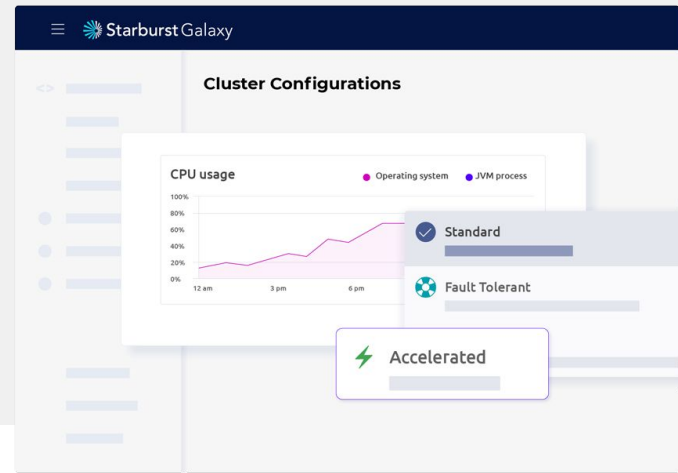 Starburst Galaxy
<>
Cluster Configurations
CPU usage
Operating system
JVM process
100%
80%
60%
40%
20%
0%
12 am
3 pm
6 pm
Standard
Fault Tolerant
Accelerated